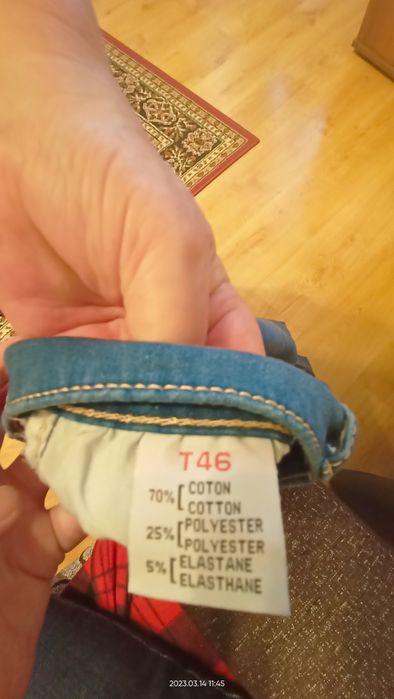 T46
70% [ COTON
COTTON
25% [ POLYESTER
POLYESTER
5% [ ELASTANE
ELASTHANE
2023.03.14 11:45